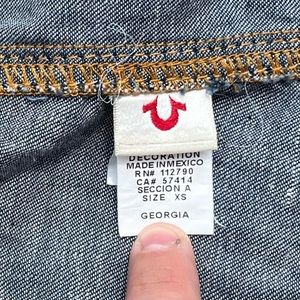 DECORATION
MADE IN MEXICO
RN# 112790
CA# 57414
SECCION A
SIZE XS
GEORGIA